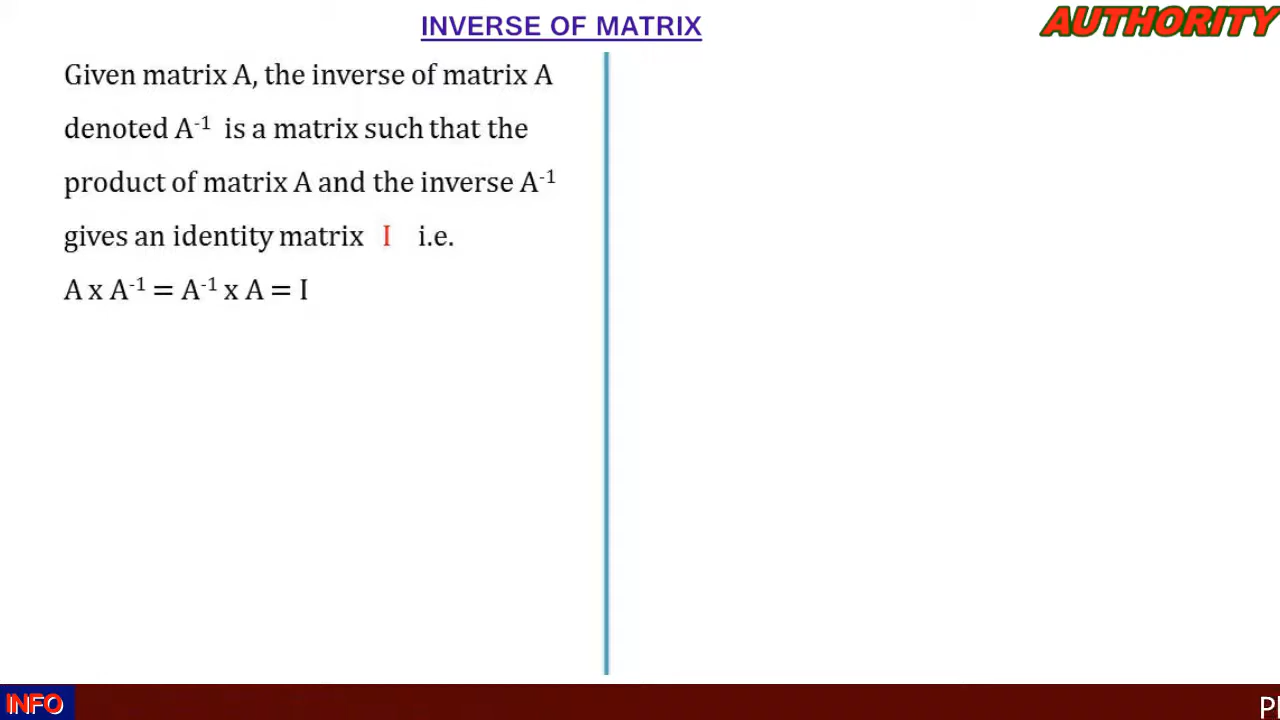 INVERSE OF MATRIX
AUTHORITY
Given matrix A, the inverse of matrix A
denoted A⁻¹ is a matrix such that the
product of matrix A and the inverse A⁻¹
gives an identity matrix I i.e.
A x A⁻¹ = A⁻¹ x A = I
INFO